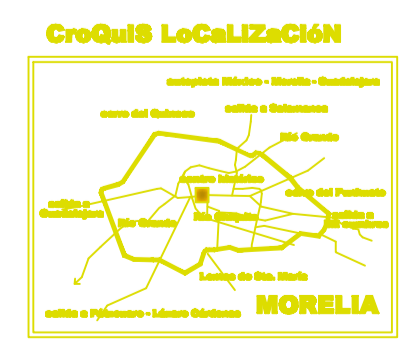 CroQuiS LoCaLiZaCióN
autopista México - Morelia - Guadalajara
salida a Salamanca
cerro del Quinceo
Río Grande
centro histórico
cerro del Punhuato
salida a
Guadalajara
salida a
Río Grande
Río Chiquito
mil cumbres
Lomas de Sta. María
MORELIA
salida a Pátzcuaro - Lázaro Cárdenas